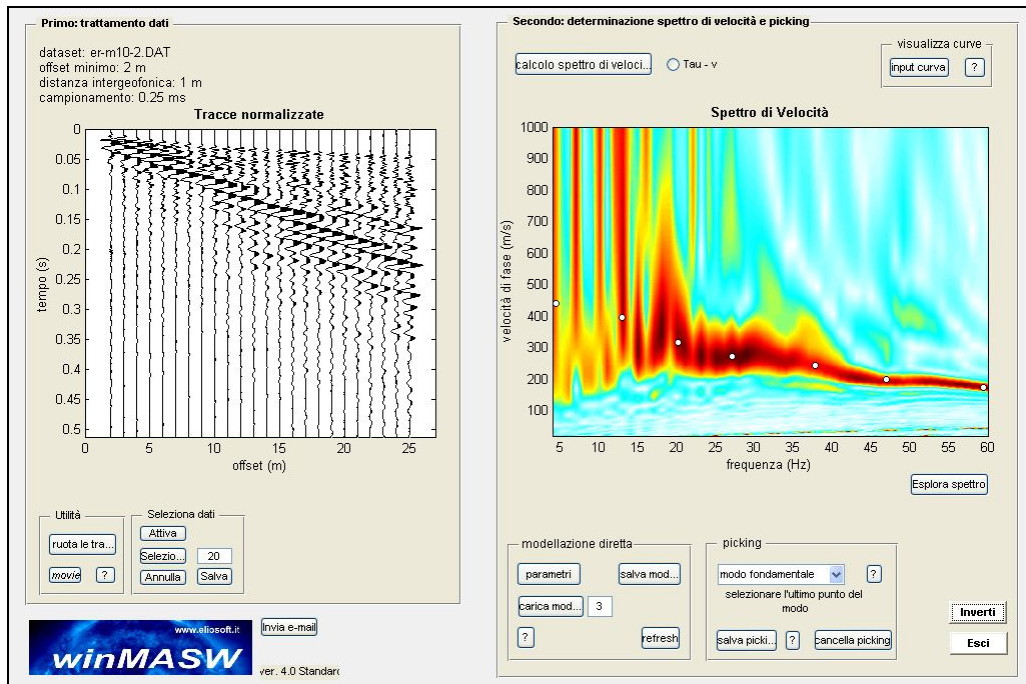 Primo: trattamento dati
dataset: er-m10-2.DAT
offset minimo: 2 m
distanza intergeofonica: 1 m
campionamento: 0.25 ms
Tracce normalizzate
0
0.05
0.1
0.15
0.2
0.25
0.3
0.35
0.4
0.45
0.5
tempo (s)
0 5 10 15 20 25
offset (m)
Utilità
ruota le tra...
movie ?
Seleziona dati
Attiva
Selezio... 20
Annulla Salva
www.eliosoft.it
winMASW
Invia e-mail
ver. 4.0 Standard
Secondo: determinazione spettro di velocità e picking
calcolo spettro di veloci... Tau - v
visualizza curve
input curva ?
Spettro di Velocità
1000
900
800
700
600
500
400
300
200
100
velocità di fase (m/s)
5 10 15 20 25 30 35 40 45 50 55 60
frequenza (Hz)
Esplora spettro
modellazione diretta
parametri salva mod...
carica mod... 3
? refresh
picking
modo fondamentale ?
selezionare l'ultimo punto del
modo
salva picki... ? cancella picking
Inverti
Esci